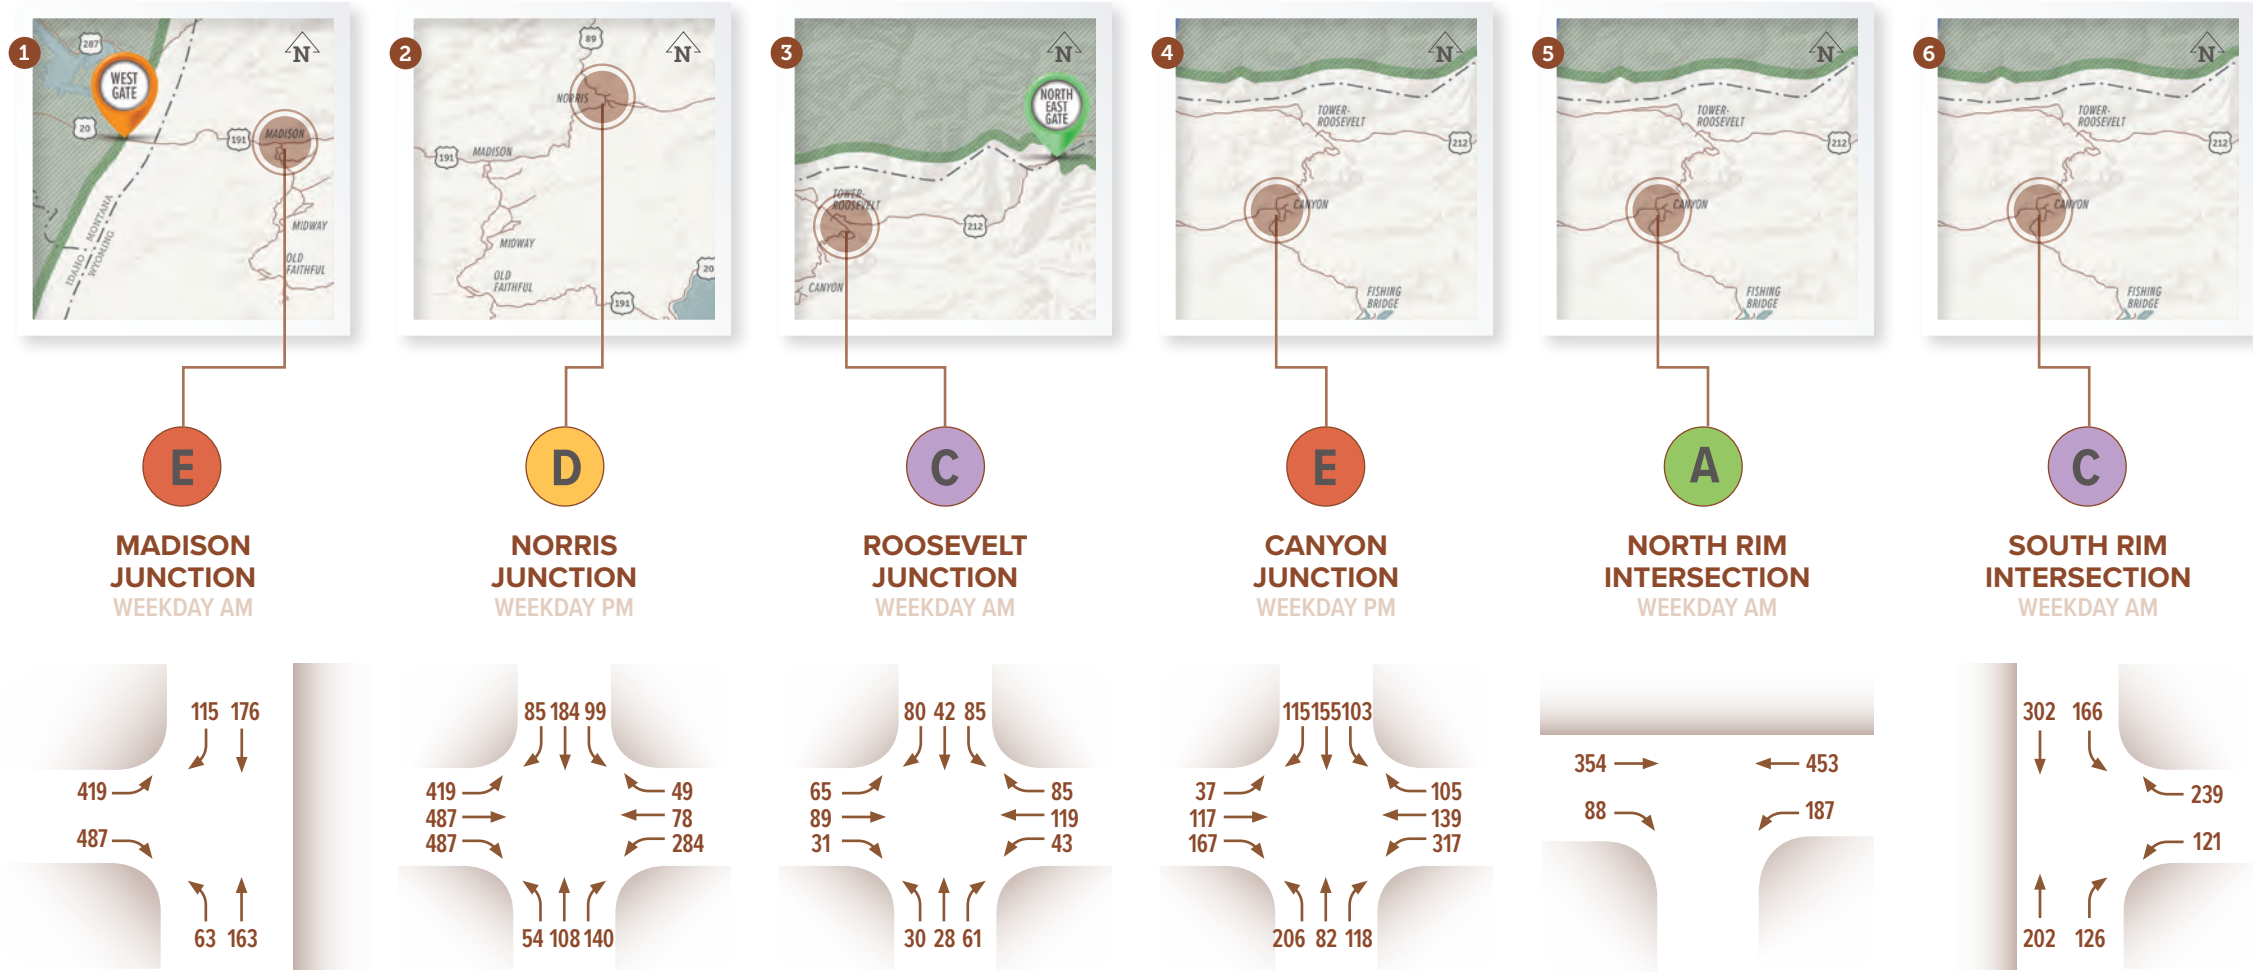 1
287
WEST
GATE
20
191
MADISON
MIDWAY
OLD
FAITHFUL
IDAHO
MONTANA
WYOMING
N
2
89
NORRIS
191
MADISON
MIDWAY
OLD
FAITHFUL
20
191
N
3
NORTH
EAST
GATE
TOWER-
ROOSEVELT
212
CANYON
N
4
TOWER-
ROOSEVELT
212
CANYON
FISHING
BRIDGE
N
5
TOWER-
ROOSEVELT
212
CANYON
FISHING
BRIDGE
N
6
TOWER-
ROOSEVELT
212
CANYON
FISHING
BRIDGE
N
E
MADISON
JUNCTION
WEEKDAY AM
D
NORRIS
JUNCTION
WEEKDAY PM
C
ROOSEVELT
JUNCTION
WEEKDAY AM
E
CANYON
JUNCTION
WEEKDAY PM
A
NORTH RIM
INTERSECTION
WEEKDAY AM
C
SOUTH RIM
INTERSECTION
WEEKDAY AM
115 176
419
487
63 163
85 184 99
419
487
487
49
78
284
54 108 140
80 42 85
65
89
31
85
119
43
30 28 61
115 155 103
37
117
167
105
139
317
206 82 118
354
88
453
187
302 166
239
121
202 126